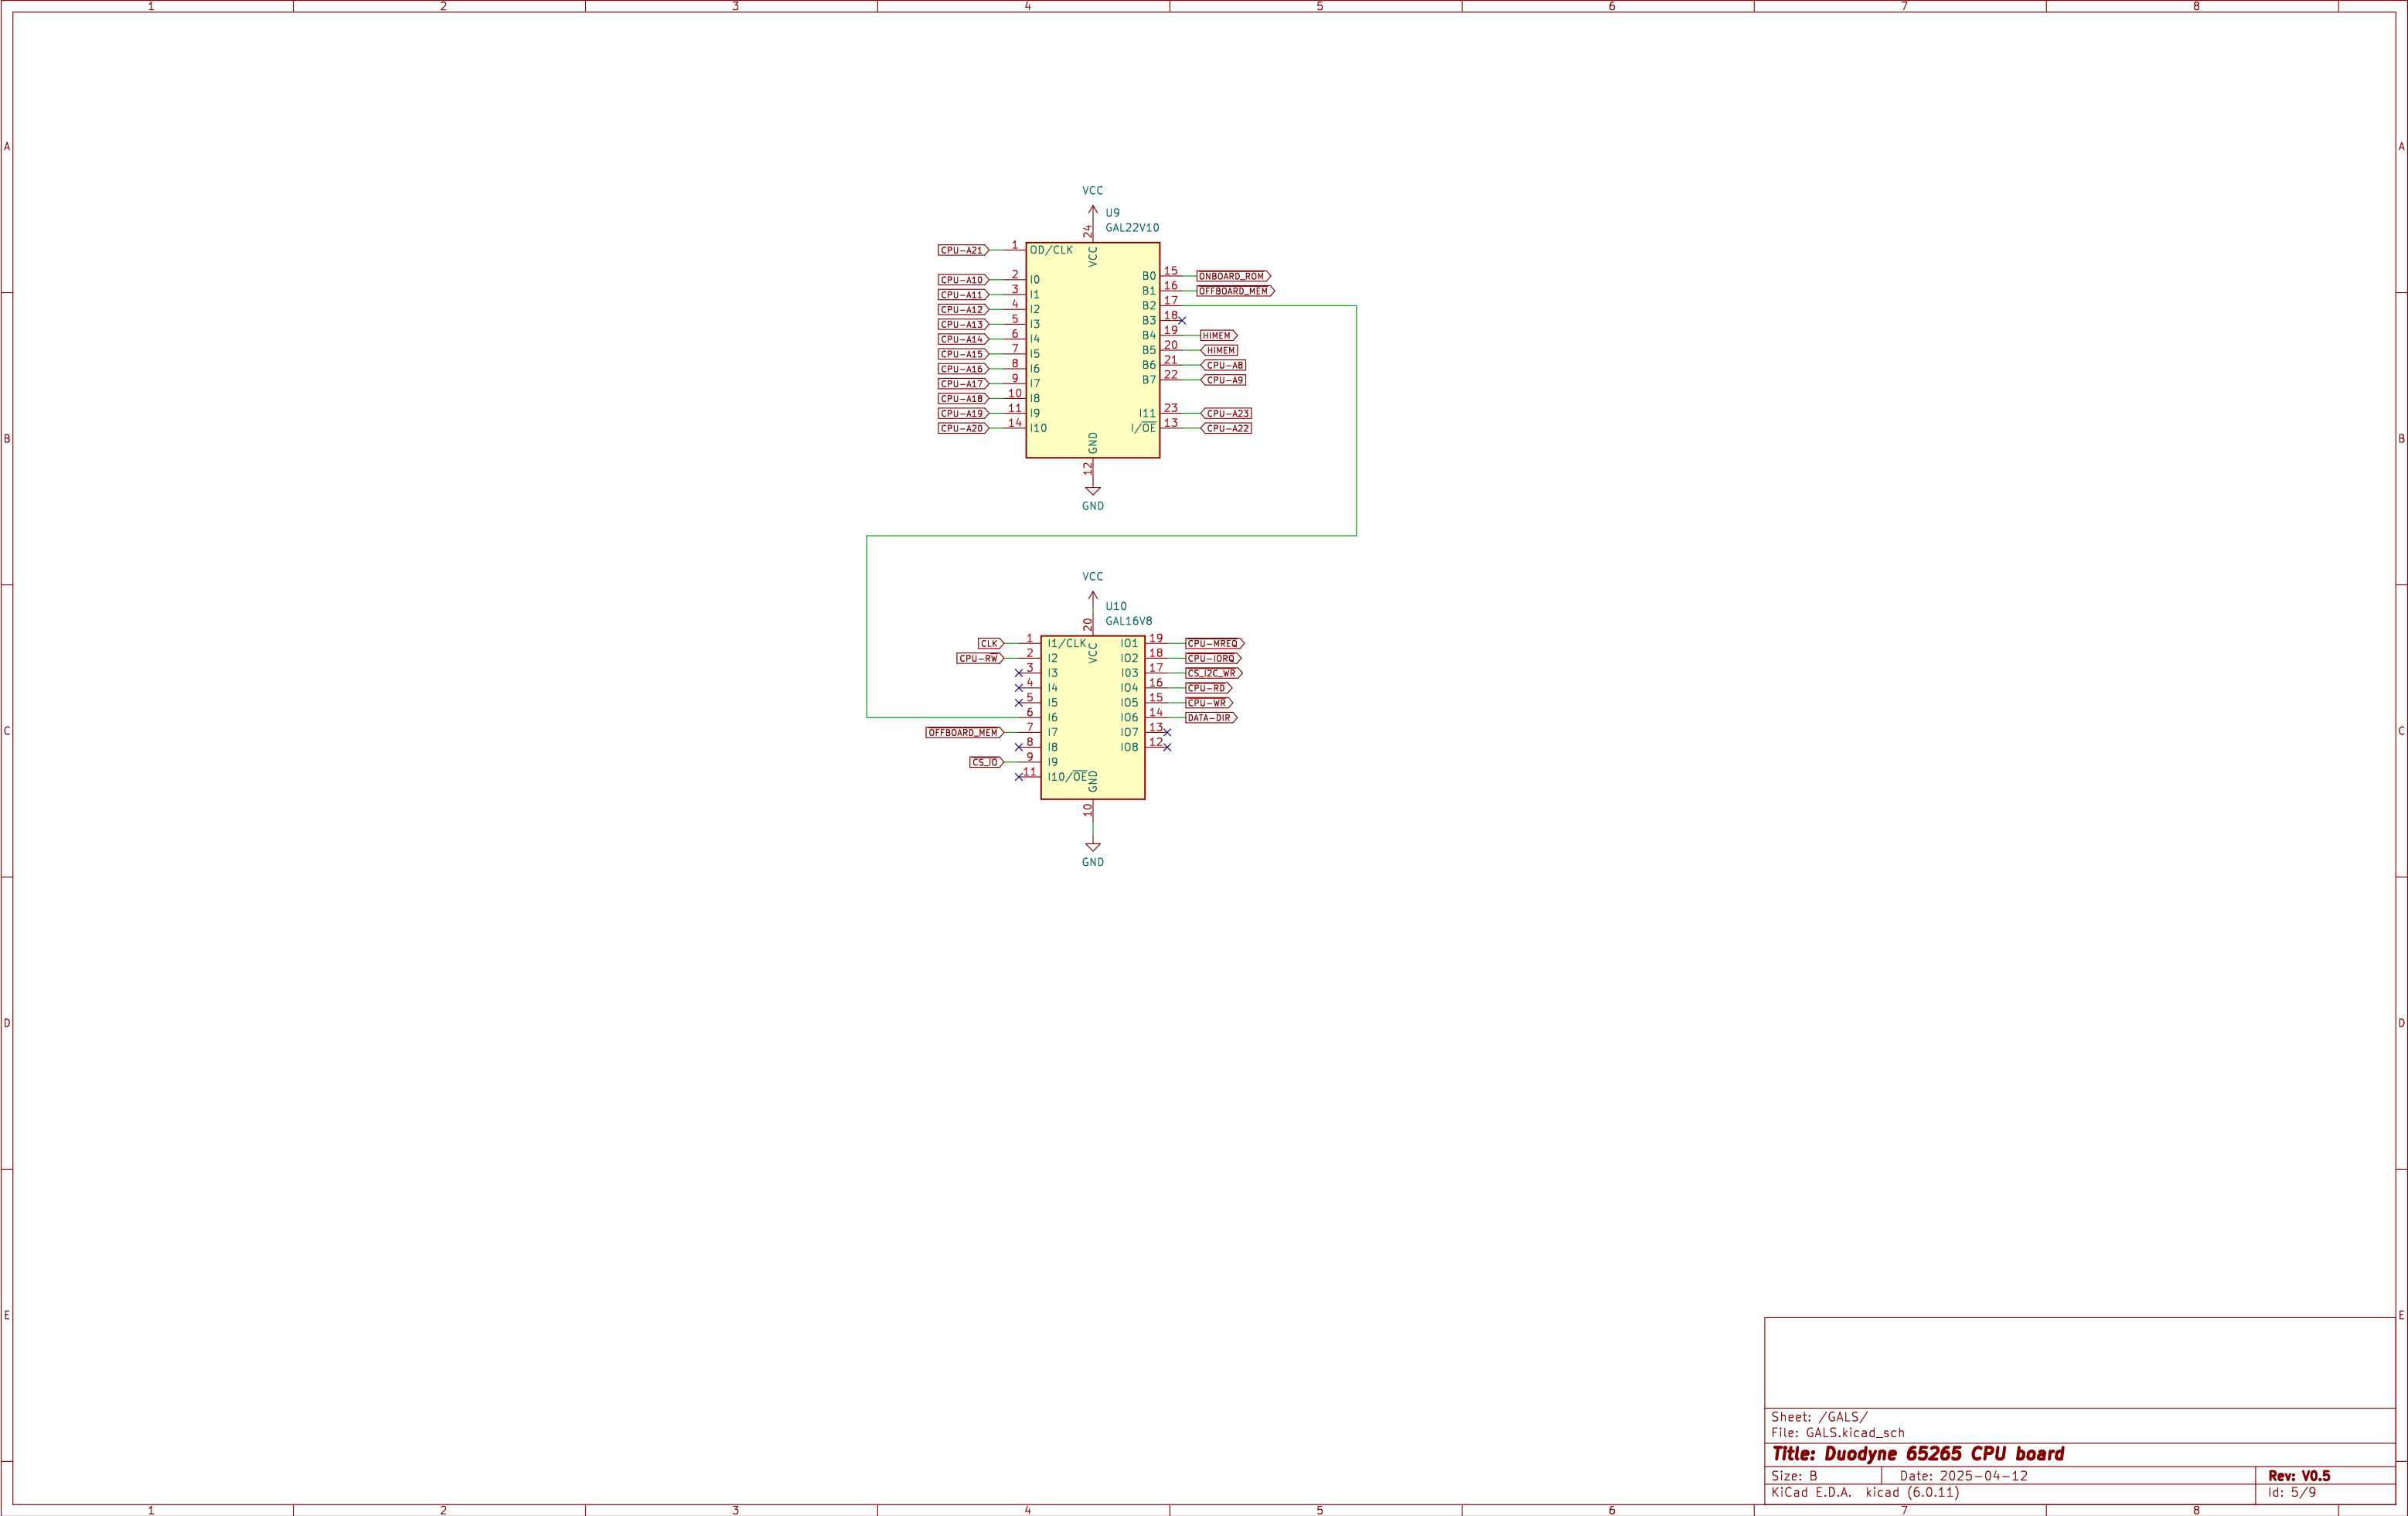 1 2 3 4 5 6 7 8
A A
VCC
U9
GAL22V10
24
CPU-A21 1 OD/CLK VCC
B0 15 ONBOARD_ROM
CPU-A10 2 I0
B1 16 OFFBOARD_MEM
CPU-A11 3 I1
B2 17
CPU-A12 4 I2
B3 18
CPU-A13 5 I3
B4 19 HIMEM
CPU-A14 6 I4
B5 20 HIMEM
CPU-A15 7 I5
B6 21 CPU-A8
CPU-A16 8 I6
B7 22 CPU-A9
CPU-A17 9 I7
CPU-A18 10 I8
CPU-A19 11 I9
I11 23 CPU-A23
CPU-A20 14 I10
I/OE 13 CPU-A22
GND
B B
12
GND
VCC
U10
GAL16V8
20
CLK 1 I1/CLK VCC IO1 19 CPU-MREQ
CPU-RW 2 I2 IO2 18 CPU-IORQ
3 I3 I03 17 CS_I2C_WR
4 I4 IO4 16 CPU-RD
5 I5 IO5 15 CPU-WR
6 I6 IO6 14 DATA-DIR
C C
OFFBOARD_MEM 7 I7 IO7 13
8 I8 IO8 12
CS_IO 9 I9
11 I10/OE GND
10
GND
D D
E E
Sheet: /GALS/
File: GALS.kicad_sch
Title: Duodyne 65265 CPU board
Size: B Date: 2025-04-12 Rev: V0.5
KiCad E.D.A. kicad (6.0.11) Id: 5/9
1 2 3 4 5 6 7 8